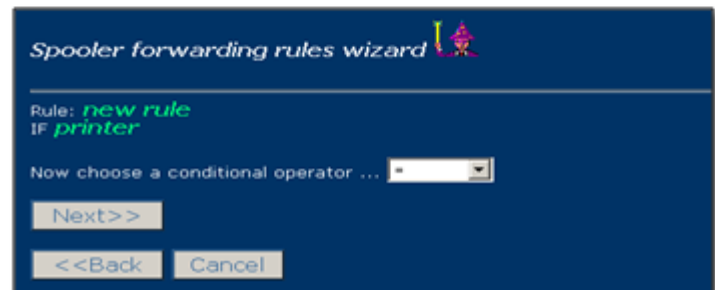 Spooler forwarding rules wizard
Rule: new rule
IF printer
Now choose a conditional operator ... =
Next>>
<<Back Cancel